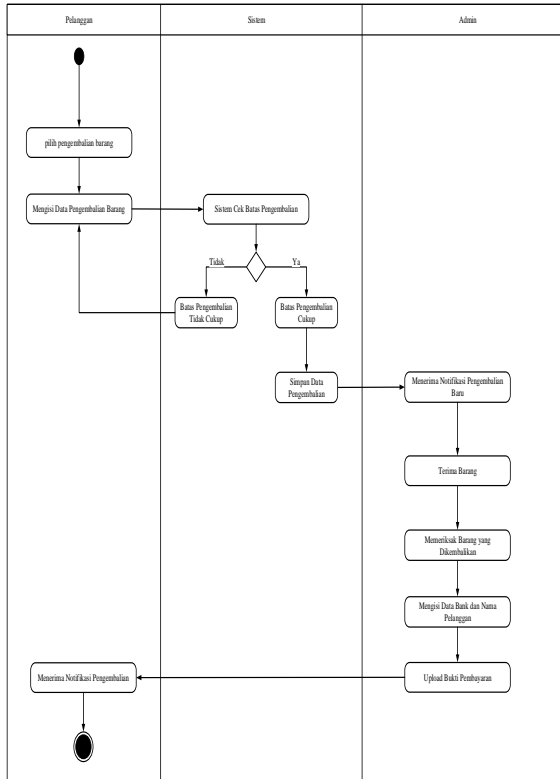 Pelanggan
Sistem
Admin
pilih pengembalian barang
Mengisi Data Pengembalian Barang
Sistem Cek Batas Pengembalian
Tidak
Ya
Batas Pengembalian
Tidak Cukup
Batas Pengembalian
Cukup
Simpan Data
Pengembalian
Menerima Notifikasi Pengembalian
Baru
Terima Barang
Memeriksak Barang yang
Dikembalikan
Mengisi Data Bank dan Nama
Pelanggan
Upload Bukti Pembayaran
Menerima Notifikasi Pengembalian